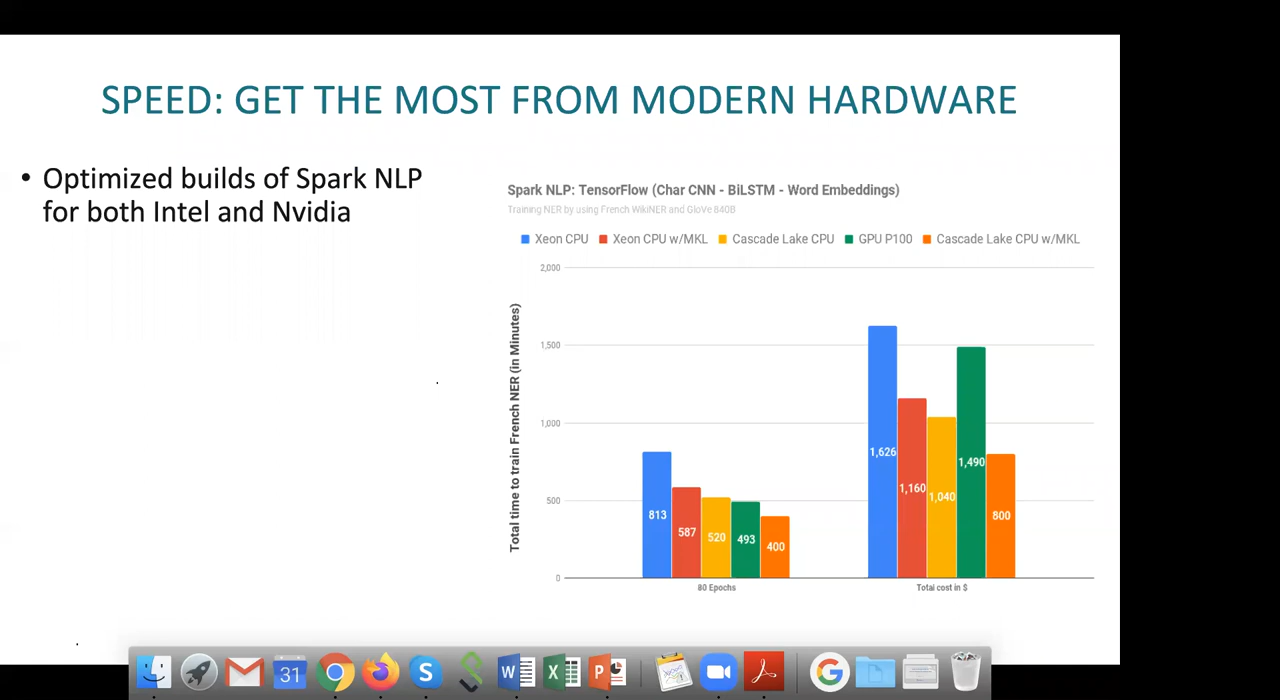 SPEED: GET THE MOST FROM MODERN HARDWARE
• Optimized builds of Spark NLP
for both Intel and Nvidia
Spark NLP: TensorFlow (Char CNN - BiLSTM - Word Embeddings)
Training NER by using French WikiNER and GloVe 840B
Xeon CPU Xeon CPU w/MKL Cascade Lake CPU GPU P100 Cascade Lake CPU w/MKL
Total time to train French NER (in Minutes)
2,000
1,500
1,000
500
0
813
587
520
493
400
1,626
1,160
1,040
1,490
800
80 Epochs
Total cost in $
31
S
W
X
P
G